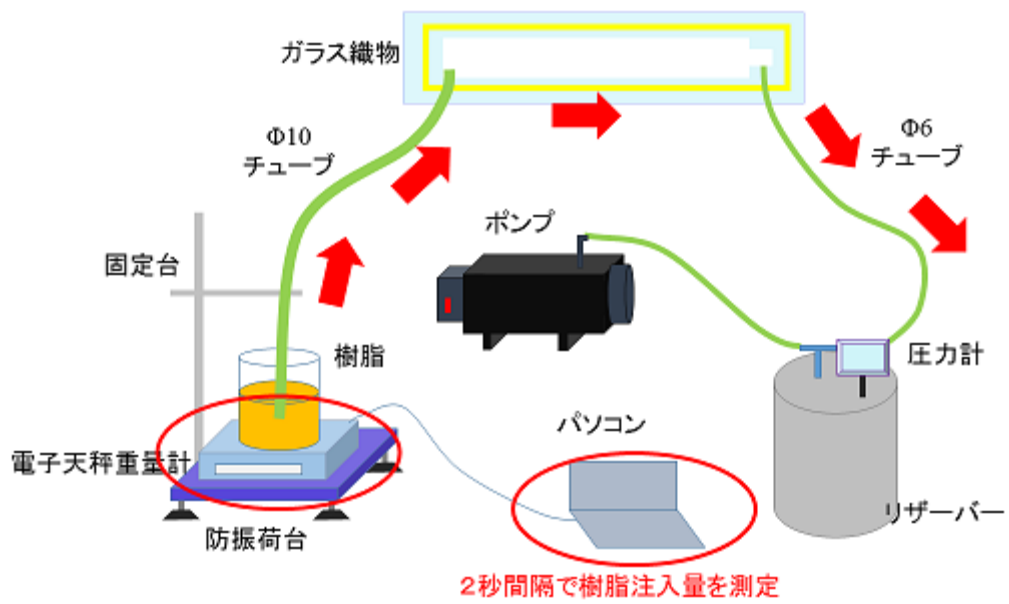 ガラス織物
Φ10
チューブ
Φ6
チューブ
ポンプ
固定台
樹脂
圧力計
パソコン
電子天秤重量計
リザーバー
防振荷台
２秒間隔で樹脂注入量を測定